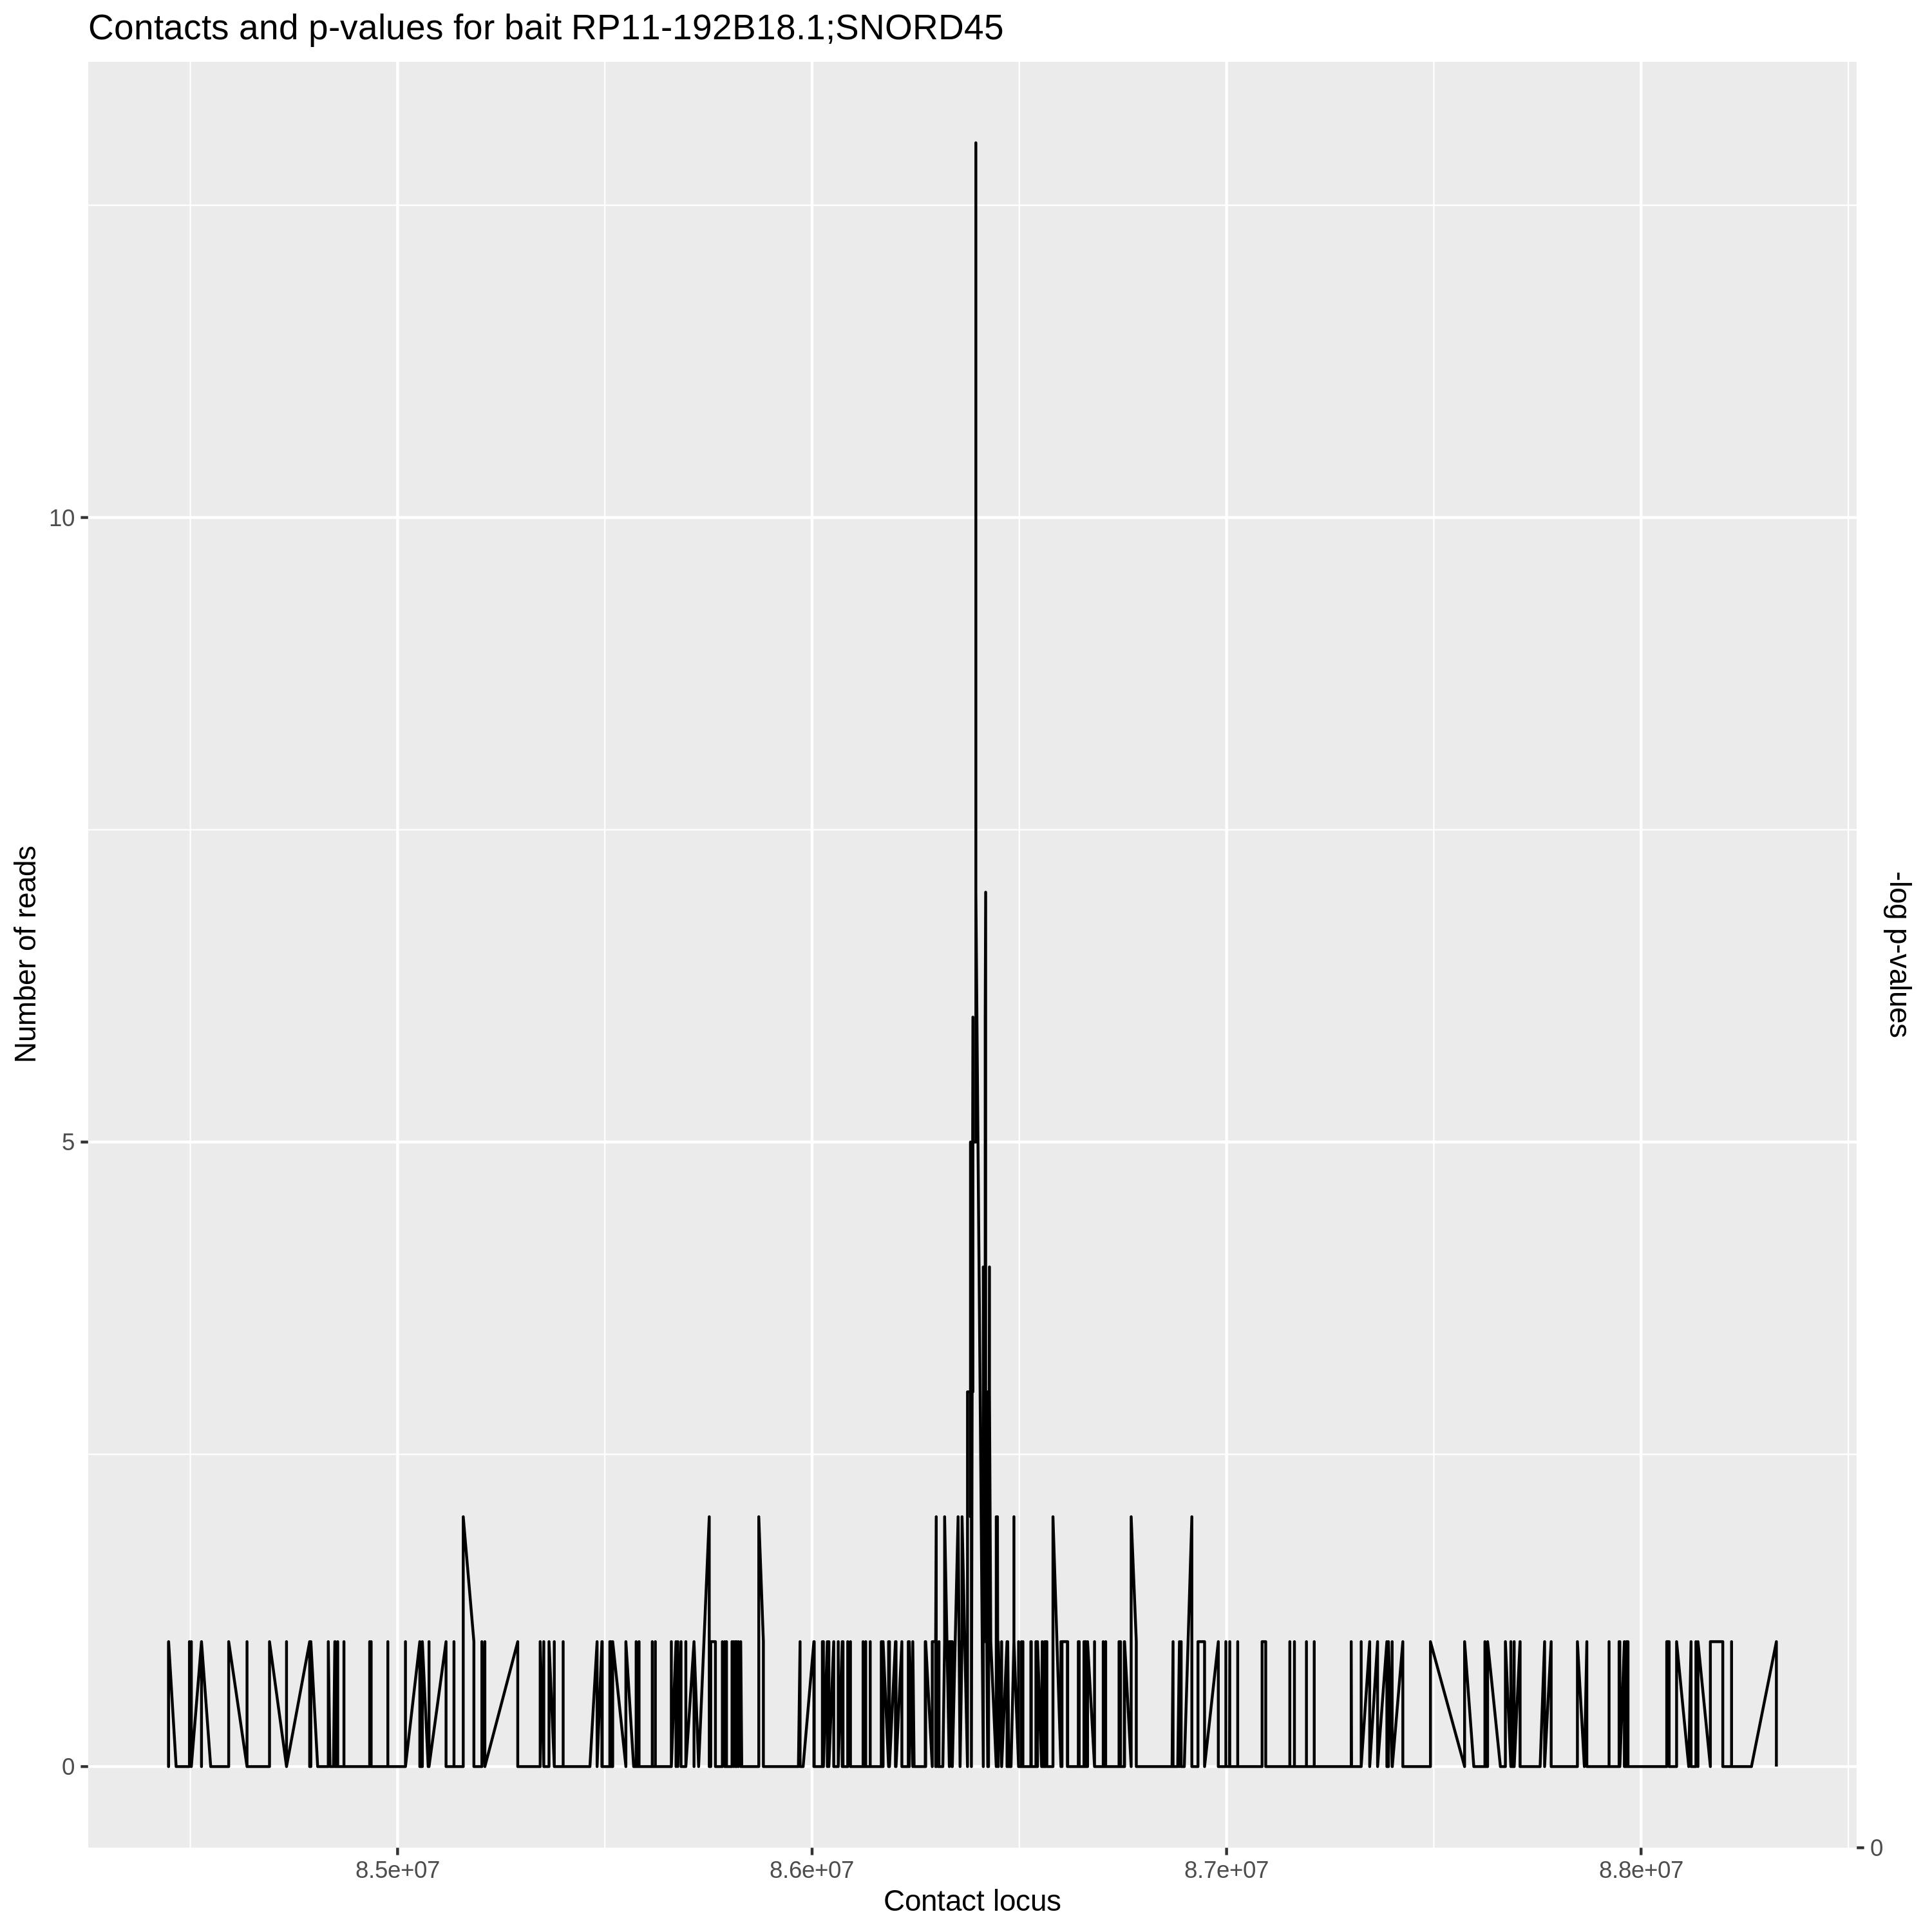 Contacts and p-values for bait RP11-192B18.1;SNORD45
10
5
0
Number of reads
-log p-values
0
8.5e+07 8.6e+07 8.7e+07 8.8e+07
Contact locus